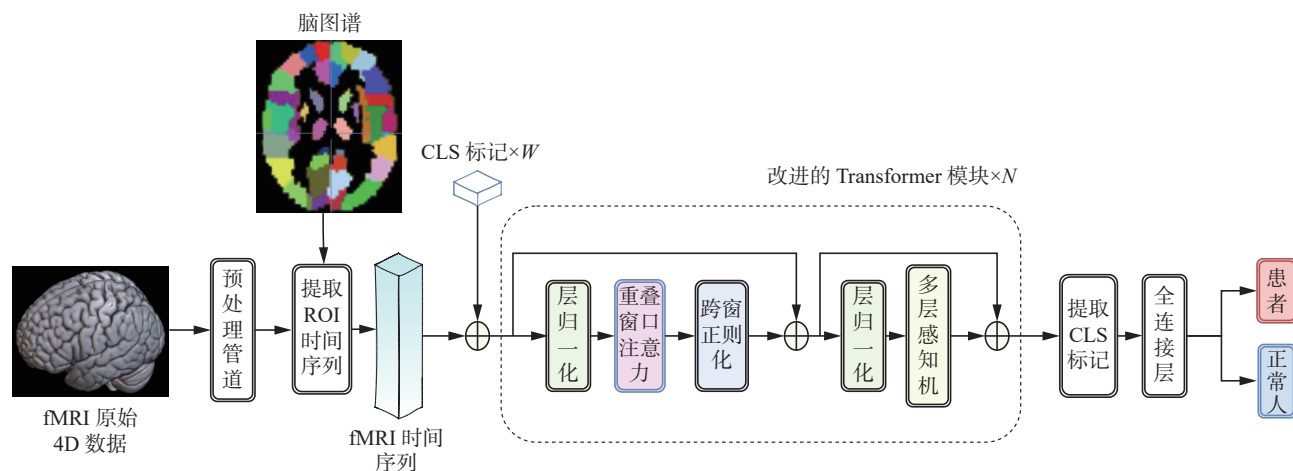 脑图谱
CLS 标记×W
改进的 Transformer 模块×N
预处理管道
提取
ROI
时间
序列
层归一化
重叠
窗口
注意
力
跨窗
正则
化
层归一化
多层感知机
提取
CLS
标记
全连接层
患者
正常人
fMRI 原始
4D 数据
fMRI 时间
序列